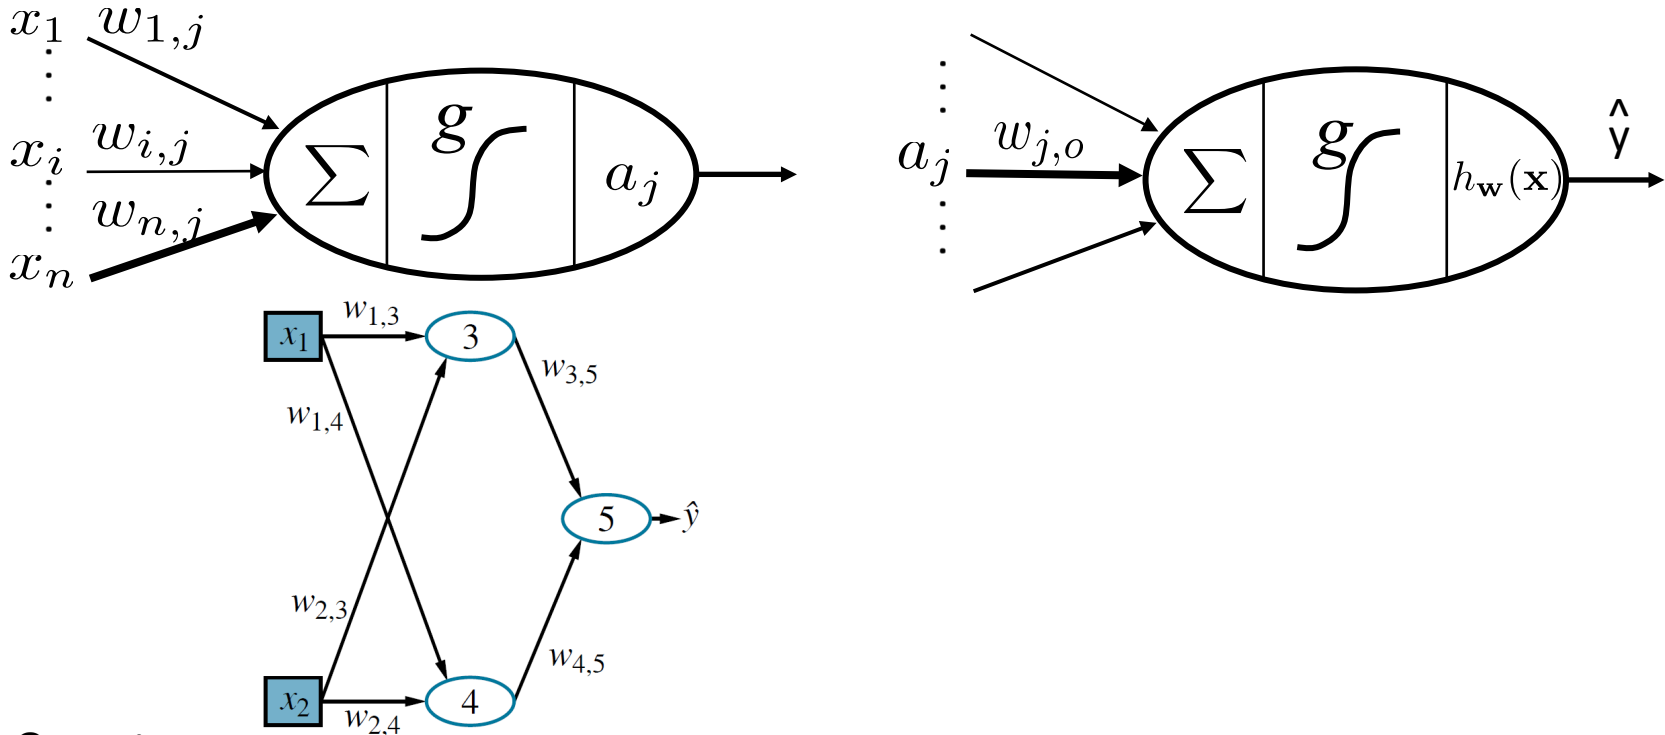 x₁ w₁,ⱼ
xᵢ wᵢ,ⱼ
wₙ,ⱼ
xₙ
∑ g aⱼ
aⱼ wⱼ,ₒ
∑ g h_𝐰(𝐱)
ŷ
x₁ w₁,₃ 3
w₃,₅
w₁,₄
5 ŷ
w₂,₃
w₄,₅
x₂ w₂,₄ 4